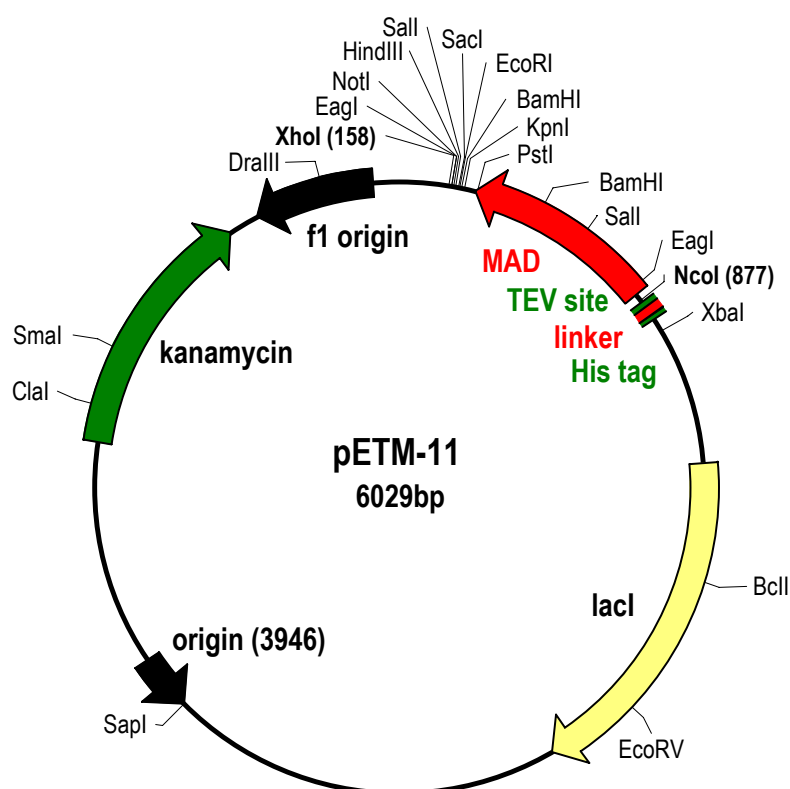 SalI
SacI
HindIII
EcoRI
NotI
BamHI
EagI
KpnI
XhoI (158)
PstI
DraIII
BamHI
SalI
f1 origin
EagI
MAD
NcoI (877)
TEV site
XbaI
linker
SmaI
kanamycin
His tag
ClaI
pETM-11
6029bp
BclI
lacI
origin (3946)
SapI
EcoRV